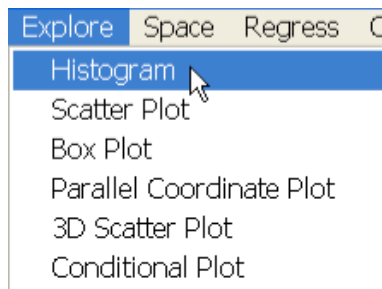 Explore Space Regress
Histogram
Scatter Plot
Box Plot
Parallel Coordinate Plot
3D Scatter Plot
Conditional Plot